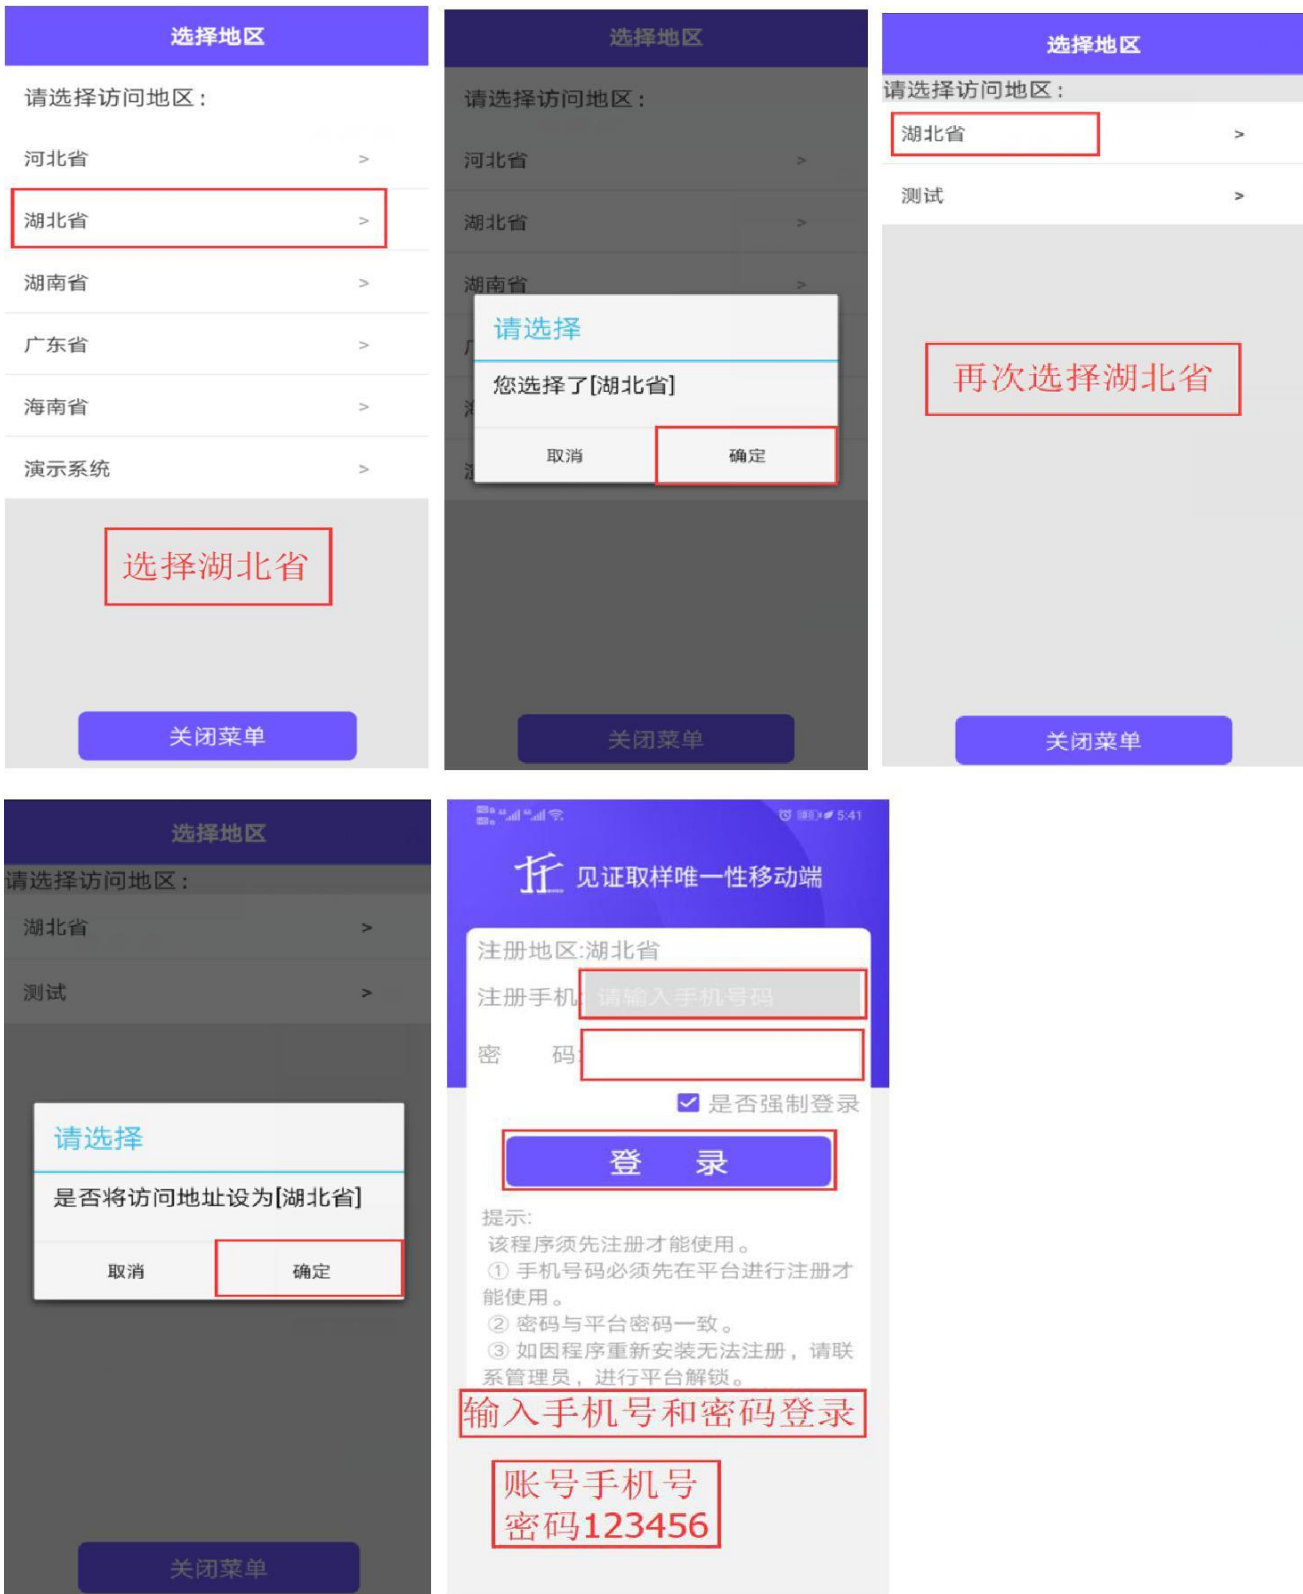 选择地区
请选择访问地区:
河北省 >
湖北省 >
湖南省 >
广东省 >
海南省 >
演示系统 >
选择湖北省
关闭菜单
选择地区
请选择访问地区:
河北省 >
湖北省 >
湖南省 >
请选择
您选择了[湖北省]
取消 确定
关闭菜单
选择地区
请选择访问地区:
湖北省 >
测试 >
再次选择湖北省
关闭菜单
选择地区
请选择访问地区:
湖北省 >
测试 >
请选择
是否将访问地址设为[湖北省]
取消 确定
关闭菜单
5:41
见证取样唯一性移动端
注册地区:湖北省
注册手机: 请输入手机号码
密 码:
是否强制登录
登 录
提示:
该程序须先注册才能使用。
① 手机号码必须先在平台进行注册才
能使用。
② 密码与平台密码一致。
③ 如因程序重新安装无法注册，请联
系管理员，进行平台解锁。
输入手机号和密码登录
账号手机号
密码123456